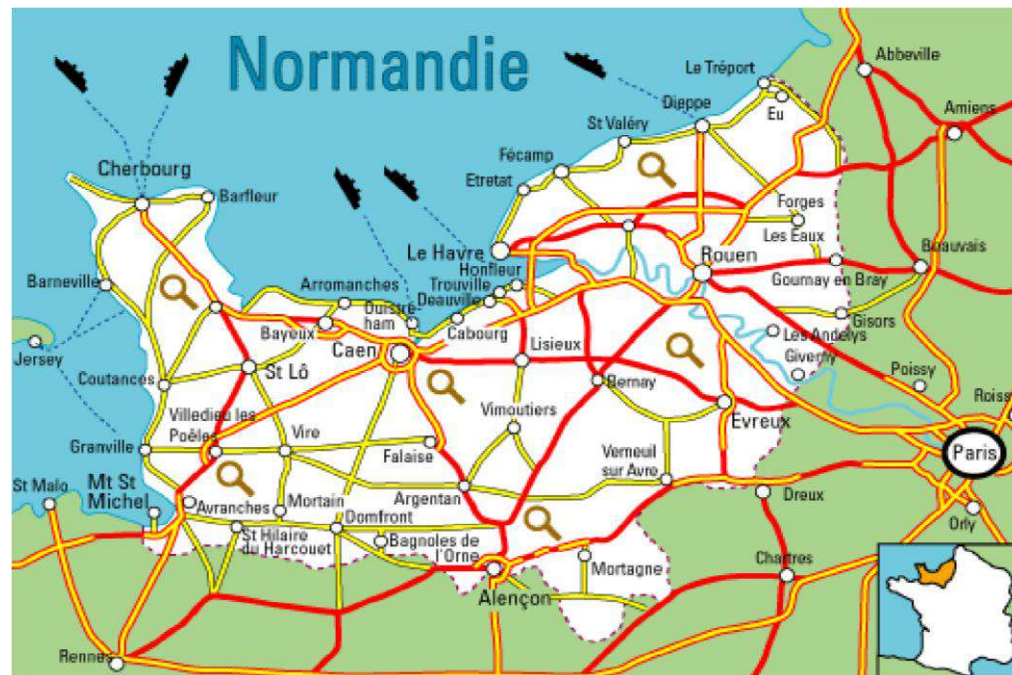 Normandie
Abbeville
Le Tréport
Dieppe
Eu
Amiens
St Valéry
Fécamp
Cherbourg
Etretat
Barfleur
Forges
Les Eaux
Beauvais
Le Havre
Rouen
Honfleur
Gournay en Bray
Trouville
Barneville
Arromanches
Deauville
Ouistre-
ham
Bayeux
Cabourg
Gisors
Les Andelys
Caen
Lisieux
Giverny
Jersey
St Lô
Poissy
Coutances
Bernay
Roiss
Villedieu les
Poêles
Vimoutiers
Evreux
Granville
Vire
Falaise
Verneuil
sur Avre
Paris
St Malo
Mt St
Michel
Argentan
Dreux
Avranches
Mortain
Domfront
Orly
St Hilaire
du Harcouet
Bagnoles de
l'Orne
Mortagne
Chartres
Alençon
Rennes